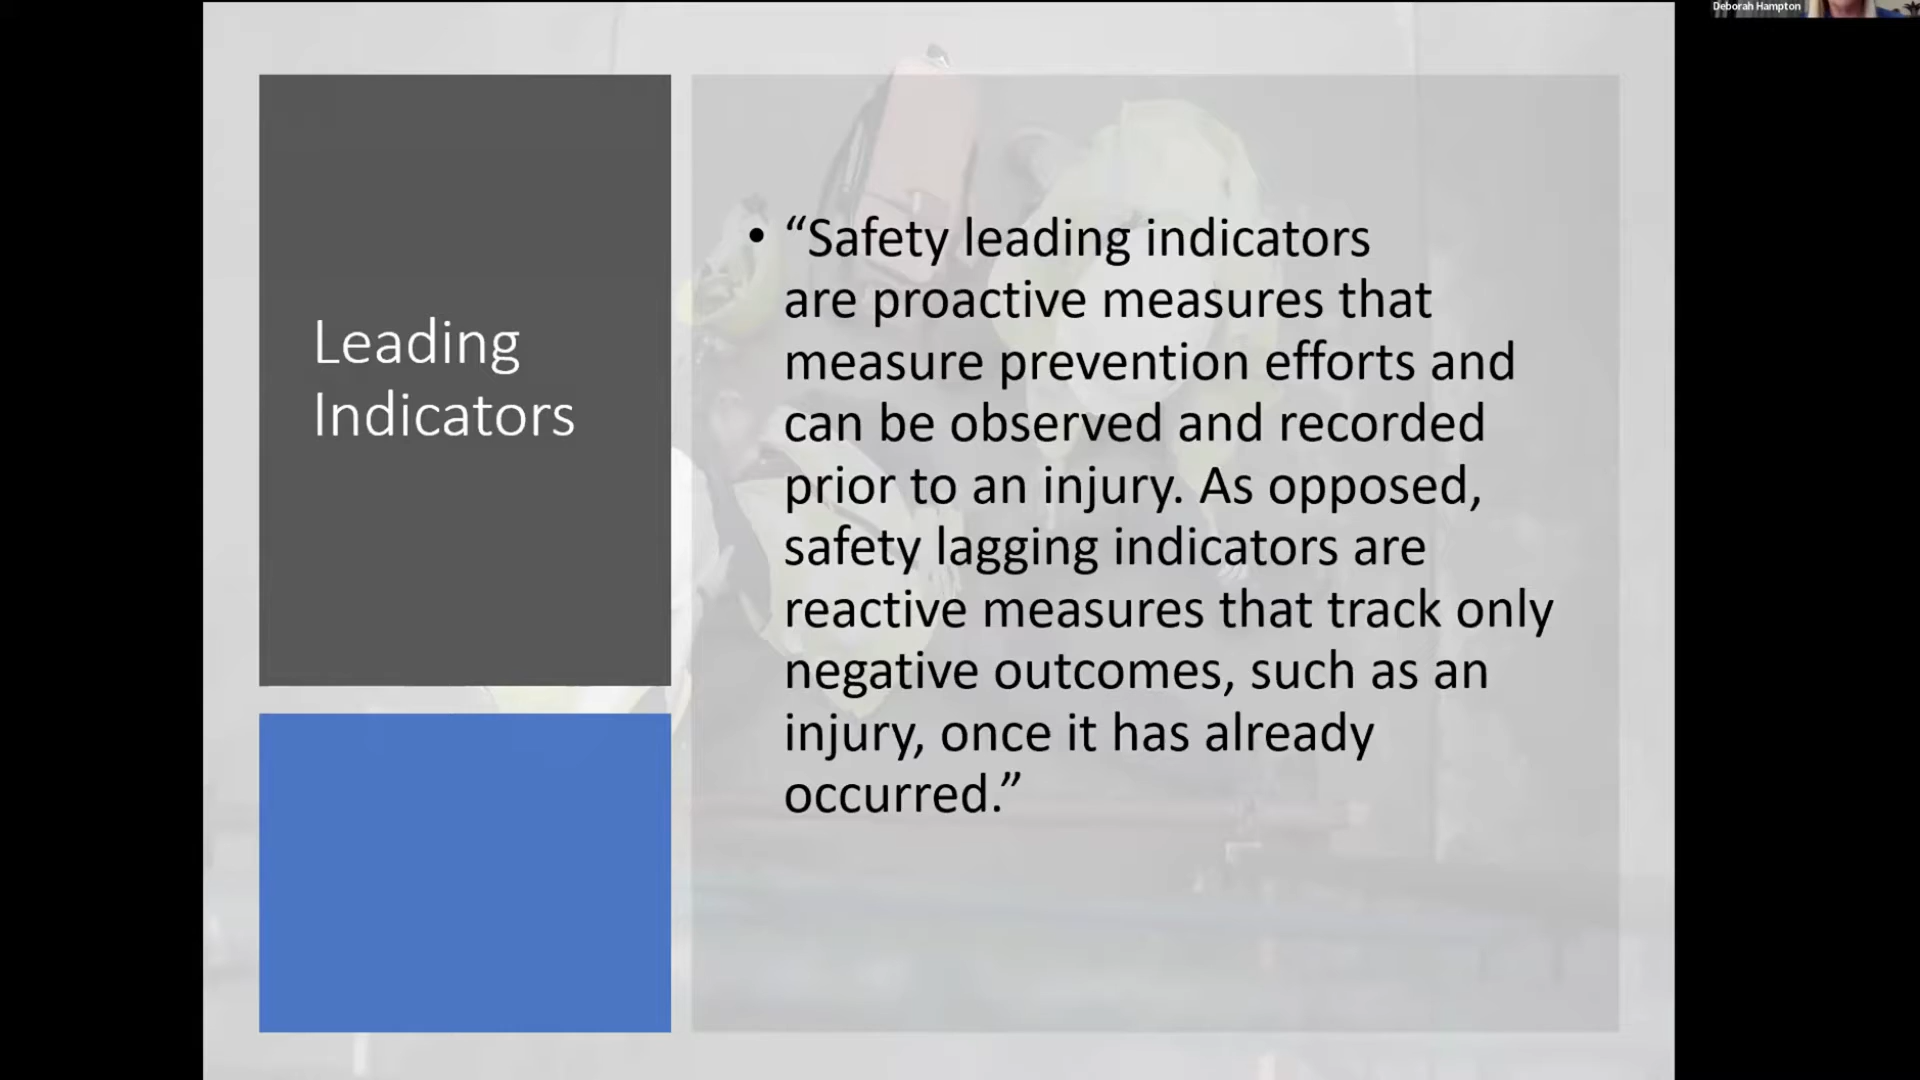 Deborah Hampton
Leading
Indicators
• “Safety leading indicators
are proactive measures that
measure prevention efforts and
can be observed and recorded
prior to an injury. As opposed,
safety lagging indicators are
reactive measures that track only
negative outcomes, such as an
injury, once it has already
occurred.”